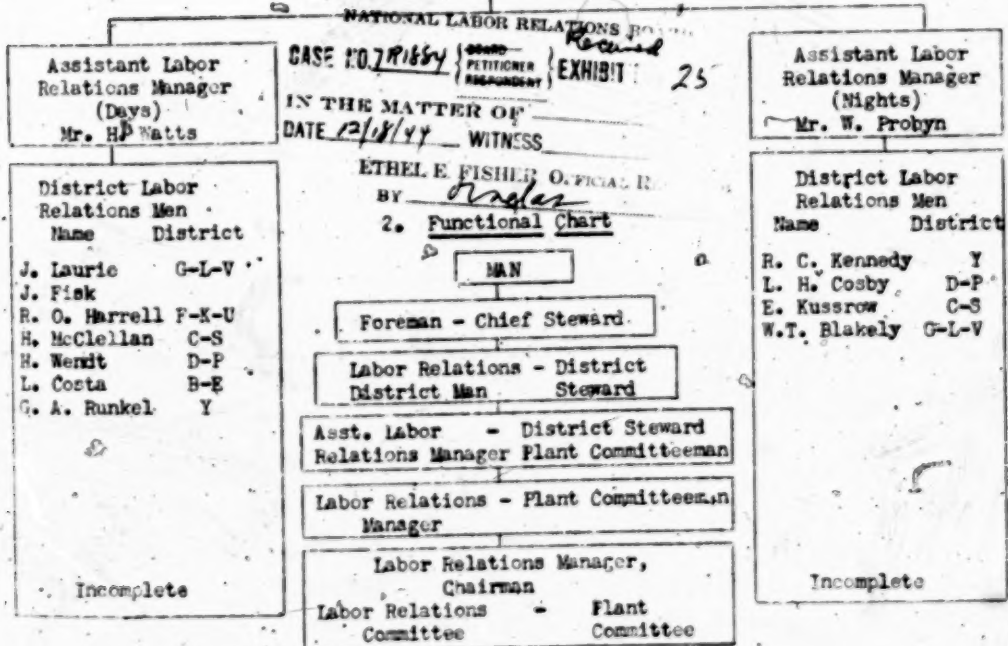 NATIONAL LABOR RELATIONS
Received
CASE NO. 7R1884 { BOARD PETITIONER RESPONDENT } EXHIBIT 25
IN THE MATTER OF
DATE 12/18/44 WITNESS
ETHEL E. FISHER OFFICIAL
BY
Assistant Labor
Relations Manager
(Days)
Mr. H P Watts
District Labor
Relations Men
Name District
J. Laurie G-L-V
J. Fisk
R. O. Harrell F-K-U
H. McClellan C-S
H. Wendt D-P
L. Costa B-E
G. A. Runkel Y
Incomplete
2. Functional Chart
MAN
Foreman - Chief Steward
Labor Relations - District
District Man Steward
Asst. Labor - District Steward
Relations Manager Plant Committeeman
Labor Relations - Plant Committeeman
Manager
Labor Relations Manager,
Chairman
Labor Relations - Plant
Committee Committee
Assistant Labor
Relations Manager
(Nights)
Mr. W. Probyn
District Labor
Relations Men
Name District
R. C. Kennedy Y
L. H. Cosby D-P
E. Kussrow C-S
W.T. Blakely G-L-V
Incomplete